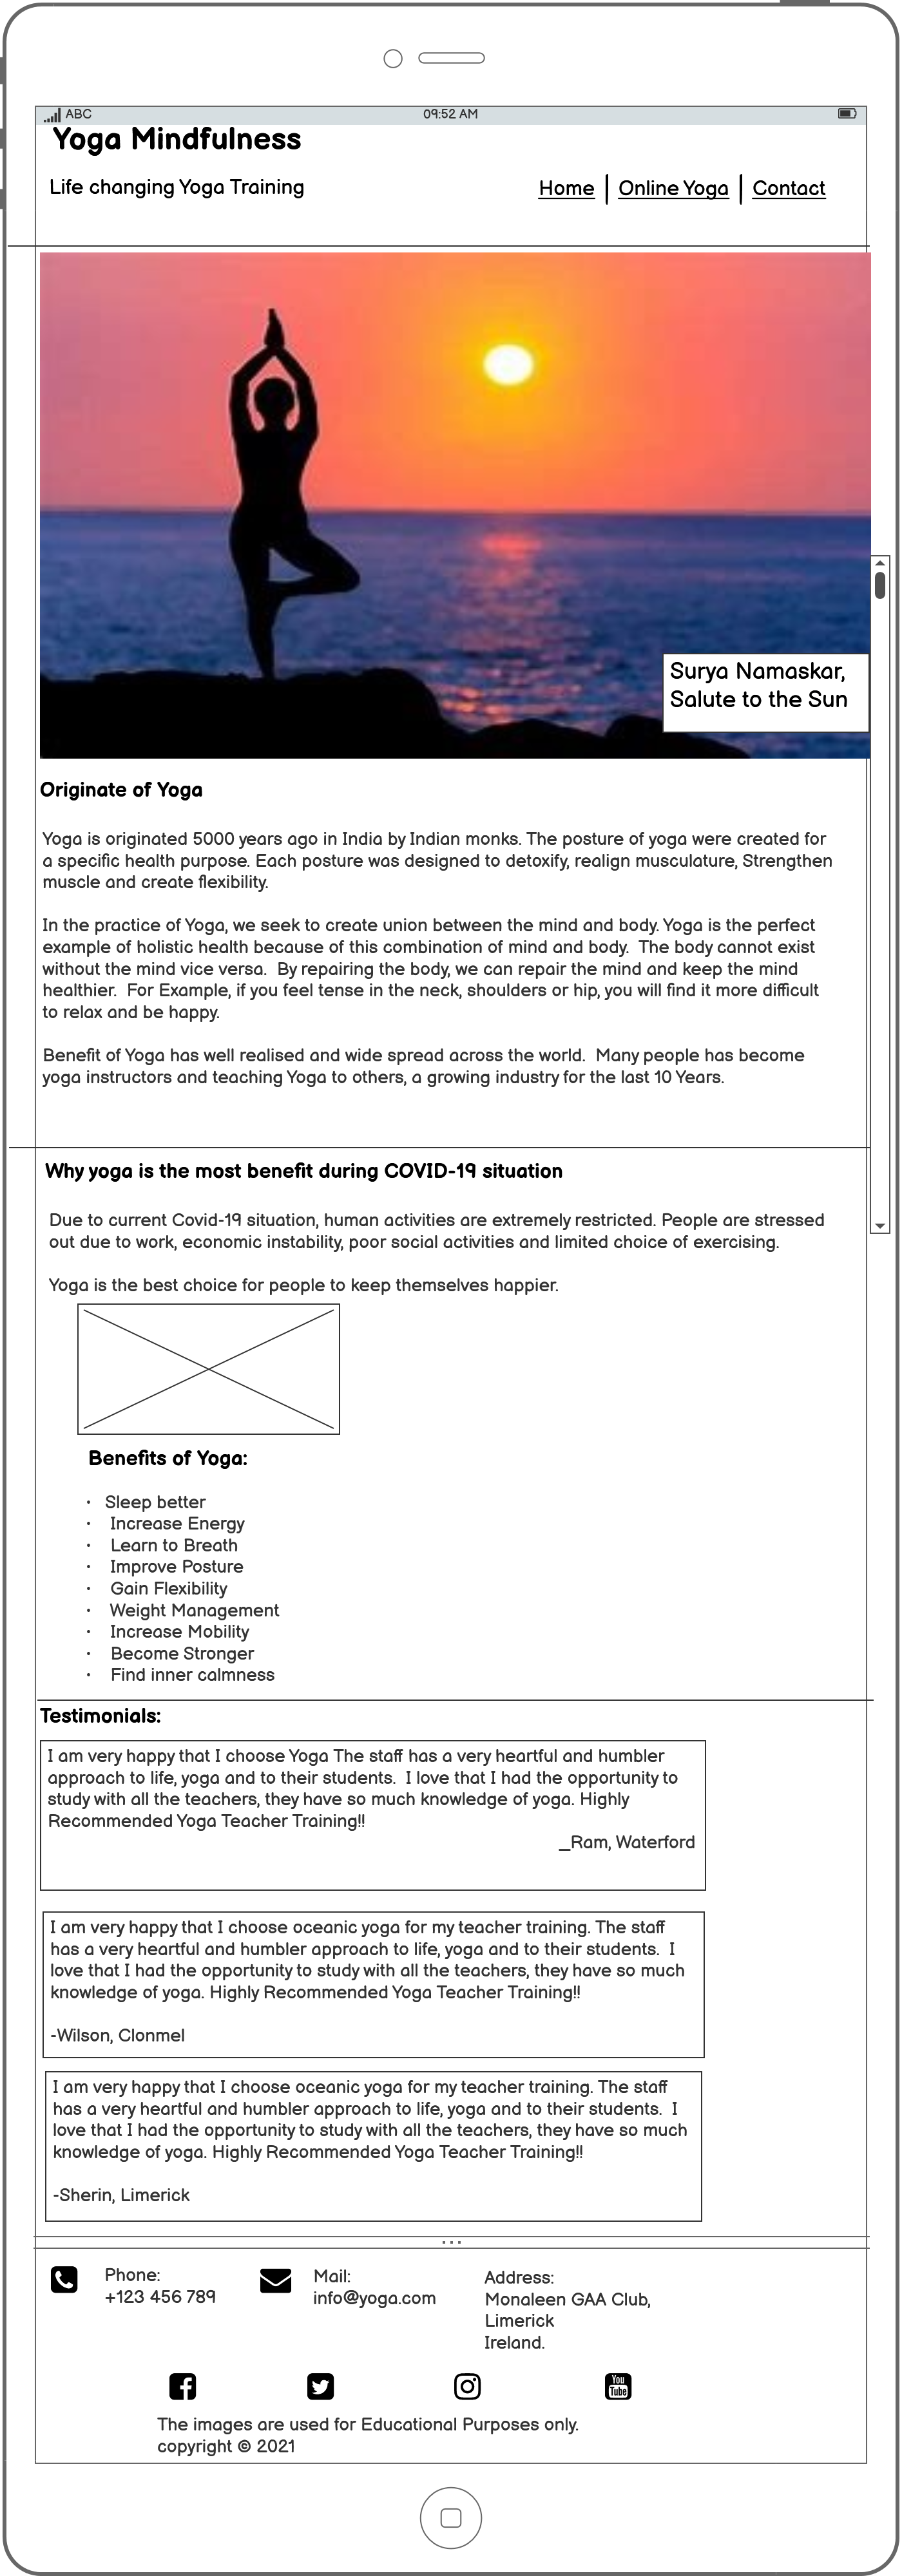 ABC 09:52 AM
Yoga Mindfulness
Life changing Yoga Training
Home | Online Yoga | Contact
Surya Namaskar,
Salute to the Sun
Originate of Yoga
Yoga is originated 5000 years ago in India by Indian monks. The posture of yoga were created for
a specific health purpose. Each posture was designed to detoxify, realign musculature, Strengthen
muscle and create flexibility.
In the practice of Yoga, we seek to create union between the mind and body. Yoga is the perfect
example of holistic health because of this combination of mind and body. The body cannot exist
without the mind vice versa. By repairing the body, we can repair the mind and keep the mind
healthier. For Example, if you feel tense in the neck, shoulders or hip, you will find it more difficult
to relax and be happy.
Benefit of Yoga has well realised and wide spread across the world. Many people has become
yoga instructors and teaching Yoga to others, a growing industry for the last 10 Years.
Why yoga is the most benefit during COVID-19 situation
Due to current Covid-19 situation, human activities are extremely restricted. People are stressed
out due to work, economic instability, poor social activities and limited choice of exercising.
Yoga is the best choice for people to keep themselves happier.
Benefits of Yoga:
• Sleep better
• Increase Energy
• Learn to Breath
• Improve Posture
• Gain Flexibility
• Weight Management
• Increase Mobility
• Become Stronger
• Find inner calmness
Testimonials:
I am very happy that I choose Yoga The staff has a very heartful and humbler
approach to life, yoga and to their students. I love that I had the opportunity to
study with all the teachers, they have so much knowledge of yoga. Highly
Recommended Yoga Teacher Training!!
_Ram, Waterford
I am very happy that I choose oceanic yoga for my teacher training. The staff
has a very heartful and humbler approach to life, yoga and to their students. I
love that I had the opportunity to study with all the teachers, they have so much
knowledge of yoga. Highly Recommended Yoga Teacher Training!!
-Wilson, Clonmel
I am very happy that I choose oceanic yoga for my teacher training. The staff
has a very heartful and humbler approach to life, yoga and to their students. I
love that I had the opportunity to study with all the teachers, they have so much
knowledge of yoga. Highly Recommended Yoga Teacher Training!!
-Sherin, Limerick
Phone:
+123 456 789
Mail:
info@yoga.com
Address:
Monaleen GAA Club,
Limerick
Ireland.
You
Tube
The images are used for Educational Purposes only.
copyright © 2021